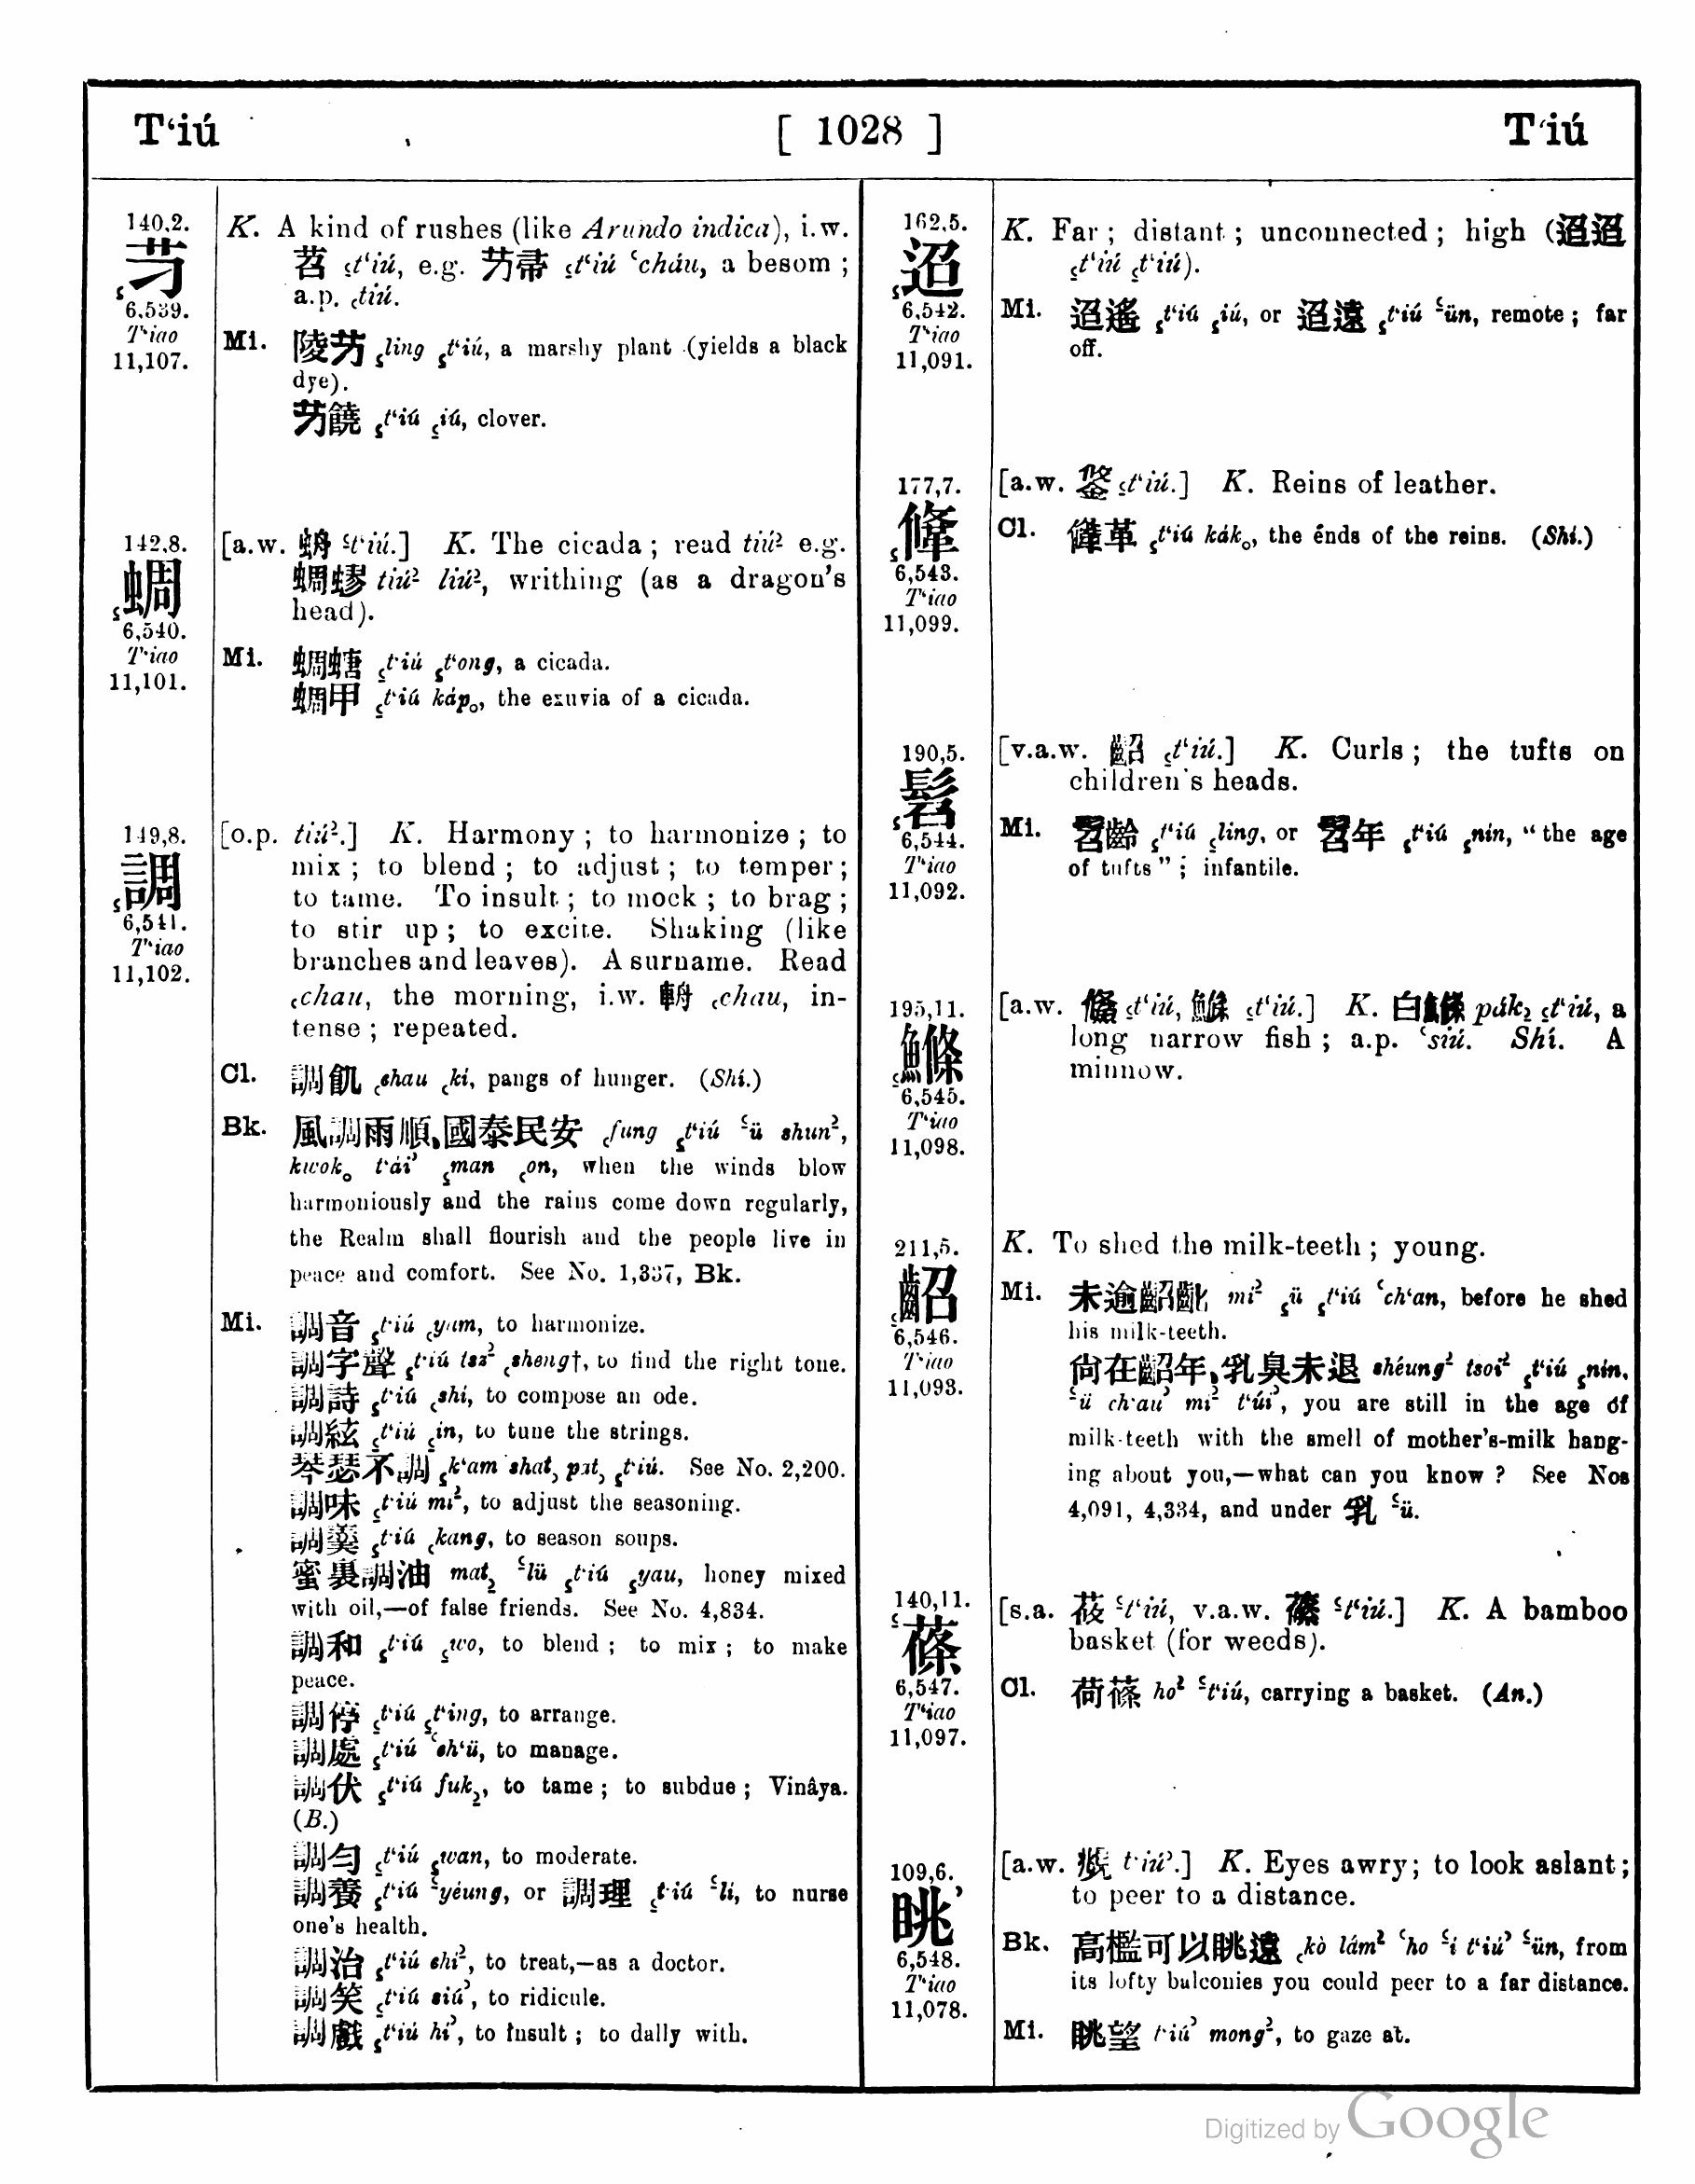 T‘iú [ 1028 ] T‘iú
140,2.
芀
6,539.
T‘iao
11,107.
K. A kind of rushes (like Arundo indica), i.w.
苕 ꜁t‘iú, e.g. 芀帚 ꜁t‘iú ꜂cháu, a besom ;
a.p. ꜀tiú.
Mi. 陵芀 ꜁ling ꜁t‘iú, a marshy plant (yields a black
dye).
芀饒 ꜁t‘iú ꜁iú, clover.
142,8.
蜩
6,540.
T‘iao
11,101.
[a.w. 蛁 ꜁t‘iú.] K. The cicada ; read tiú² e.g.
蜩蟉 tiú² liú², writhing (as a dragon's
head).
Mi. 蜩螗 ꜁t‘iú ꜁t‘ong, a cicada.
蜩甲 ꜁t‘iú kápₒ, the exuvia of a cicada.
149,8.
調
6,541.
T‘iao
11,102.
[o.p. tiú².] K. Harmony ; to harmonize ; to
mix ; to blend ; to adjust ; to temper ;
to tame. To insult ; to mock ; to brag ;
to stir up ; to excite. Shaking (like
branches and leaves). A surname. Read
꜀chau, the morning, i.w. 輈 ꜀chau, in-
tense ; repeated.
Cl. 調飢 ꜀chau ꜀ki, pangs of hunger. (Shí.)
Bk. 風調雨順、國泰民安 ꜀fung ꜁t‘iú ꜃ü shun²,
kwokₒ t‘ái꜄ ꜁man ꜀on, when the winds blow
harmoniously and the rains come down regularly,
the Realm shall flourish and the people live in
peace and comfort. See No. 1,337, Bk.
Mi. 調音 ꜁t‘iú ꜀yam, to harmonize.
調字聲 ꜁t‘iú tsz² ꜀sheng†, to find the right tone.
調詩 ꜁t‘iú ꜀shi, to compose an ode.
調絃 ꜁t‘iú ꜁in, to tune the strings.
琴瑟不調 ꜁k‘am shat꜆ pat꜆ ꜁t‘iú. See No. 2,200.
調味 ꜁t‘iú mi², to adjust the seasoning.
調羹 ꜁t‘iú ꜀kang, to season soups.
蜜裏調油 mat꜇ ꜃lü ꜁t‘iú ꜁yau, honey mixed
with oil,—of false friends. See No. 4,834.
調和 ꜁t‘iú ꜁wo, to blend ; to mix ; to make
peace.
調停 ꜁t‘iú ꜁t‘ing, to arrange.
調處 ꜁t‘iú ꜂ch‘ü, to manage.
調伏 ꜁t‘iú fuk꜇, to tame ; to subdue ; Vinâya.
(B.)
調勻 ꜁t‘iú ꜁wan, to moderate.
調養 ꜁t‘iú ꜃yéung, or 調理 ꜁t‘iú ꜃lí, to nurse
one's health.
調治 ꜁t‘iú chí², to treat,—as a doctor.
調笑 ꜁t‘iú siú꜄, to ridicule.
調戲 ꜁t‘iú hí꜄, to insult ; to dally with.
162,5.
迢
6,542.
T‘iao
11,091.
K. Far ; distant ; unconnected ; high (迢迢
꜁t‘iú ꜁t‘iú).
Mi. 迢遙 ꜁t‘iú ꜁iú, or 迢遠 ꜁t‘iú ꜃ün, remote ; far
off.
177,7.
鞗
6,543.
T‘iao
11,099.
[a.w. 鋚 ꜁t‘iú.] K. Reins of leather.
Cl. 鞗革 ꜁t‘iú kákₒ, the ends of the reins. (Shí.)
190,5.
髫
6,544.
T‘iao
11,092.
[v.a.w. 齠 ꜁t‘iú.] K. Curls ; the tufts on
children's heads.
Mi. 髫齡 ꜁t‘iú ꜁ling, or 髫年 ꜁t‘iú ꜁nín, “the age
of tufts” ; infantile.
195,11.
鰷
6,545.
T‘iao
11,098.
[a.w. ꜁t‘iú, ꜁t‘iú.] K. 白鰷 pák꜇ ꜁t‘iú, a
long narrow fish ; a.p. ꜂siú. Shí. A
minnow.
211,5.
齠
6,546.
T‘iao
11,093.
K. To shed the milk-teeth ; young.
Mi. 未逾齠齔 mi² ꜁ü ꜁t‘iú ꜂ch‘an, before he shed
his milk-teeth.
尙在齠年、乳臭未退 shéung² tsoi² ꜁t‘iú ꜁nín,
꜃ü ch‘au꜄ mi² t‘úi꜄, you are still in the age of
milk-teeth with the smell of mother's-milk hang-
ing about you,—what can you know ? See Nos
4,091, 4,334, and under 乳 ꜃ü.
140,11.
蓧
6,547.
T‘iao
11,097.
[s.a. 莜 ꜃t‘iú, v.a.w. ꜃t‘iú.] K. A bamboo
basket (for weeds).
Cl. 荷蓧 ho² ꜃t‘iú, carrying a basket. (An.)
109,6.
眺
6,548.
T‘iao
11,078.
[a.w. t‘iú꜄.] K. Eyes awry ; to look aslant ;
to peer to a distance.
Bk. 高檻可以眺遠 ꜀kò lám² ꜂ho ꜃í t‘iú꜄ ꜃ün, from
its lofty balconies you could peer to a far distance.
Mi. 眺望 t‘iú꜄ mong², to gaze at.
Digitized by Google